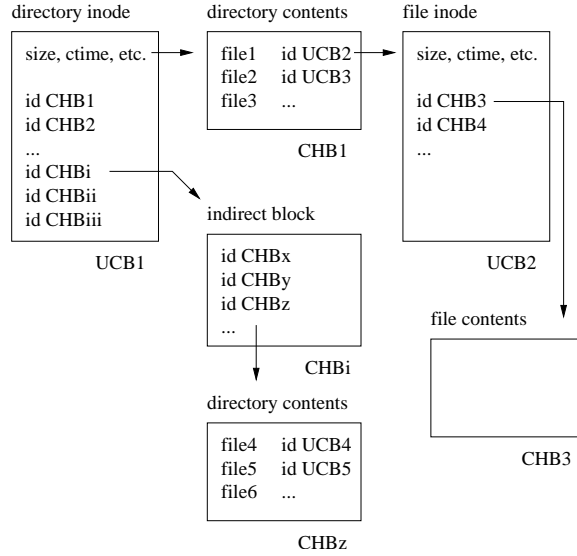 directory inode
size, ctime, etc.
id CHB1
id CHB2
...
id CHBi
id CHBii
id CHBiii
UCB1
directory contents
file1 id UCB2
file2 id UCB3
file3 ...
CHB1
file inode
size, ctime, etc.
id CHB3
id CHB4
...
UCB2
indirect block
id CHBx
id CHBy
id CHBz
...
CHBi
file contents
CHB3
directory contents
file4 id UCB4
file5 id UCB5
file6 ...
CHBz